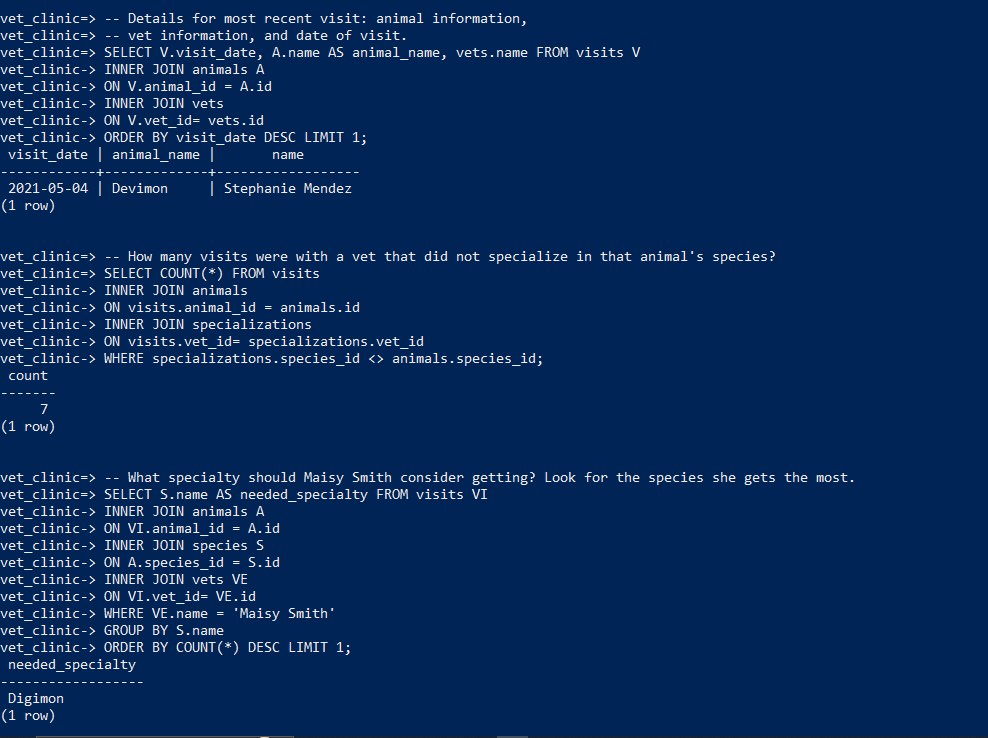 vet_clinic=> -- Details for most recent visit: animal information,
vet_clinic=> -- vet information, and date of visit.
vet_clinic=> SELECT V.visit_date, A.name AS animal_name, vets.name FROM visits V
vet_clinic-> INNER JOIN animals A
vet_clinic-> ON V.animal_id = A.id
vet_clinic-> INNER JOIN vets
vet_clinic-> ON V.vet_id= vets.id
vet_clinic-> ORDER BY visit_date DESC LIMIT 1;
 visit_date | animal_name |       name
------------+-------------+------------------
 2021-05-04 | Devimon     | Stephanie Mendez
(1 row)
vet_clinic=> -- How many visits were with a vet that did not specialize in that animal's species?
vet_clinic=> SELECT COUNT(*) FROM visits
vet_clinic-> INNER JOIN animals
vet_clinic-> ON visits.animal_id = animals.id
vet_clinic-> INNER JOIN specializations
vet_clinic-> ON visits.vet_id= specializations.vet_id
vet_clinic-> WHERE specializations.species_id <> animals.species_id;
 count
-------
     7
(1 row)
vet_clinic=> -- What specialty should Maisy Smith consider getting? Look for the species she gets the most.
vet_clinic=> SELECT S.name AS needed_specialty FROM visits VI
vet_clinic-> INNER JOIN animals A
vet_clinic-> ON VI.animal_id = A.id
vet_clinic-> INNER JOIN species S
vet_clinic-> ON A.species_id = S.id
vet_clinic-> INNER JOIN vets VE
vet_clinic-> ON VI.vet_id= VE.id
vet_clinic-> WHERE VE.name = 'Maisy Smith'
vet_clinic-> GROUP BY S.name
vet_clinic-> ORDER BY COUNT(*) DESC LIMIT 1;
 needed_specialty
------------------
 Digimon
(1 row)